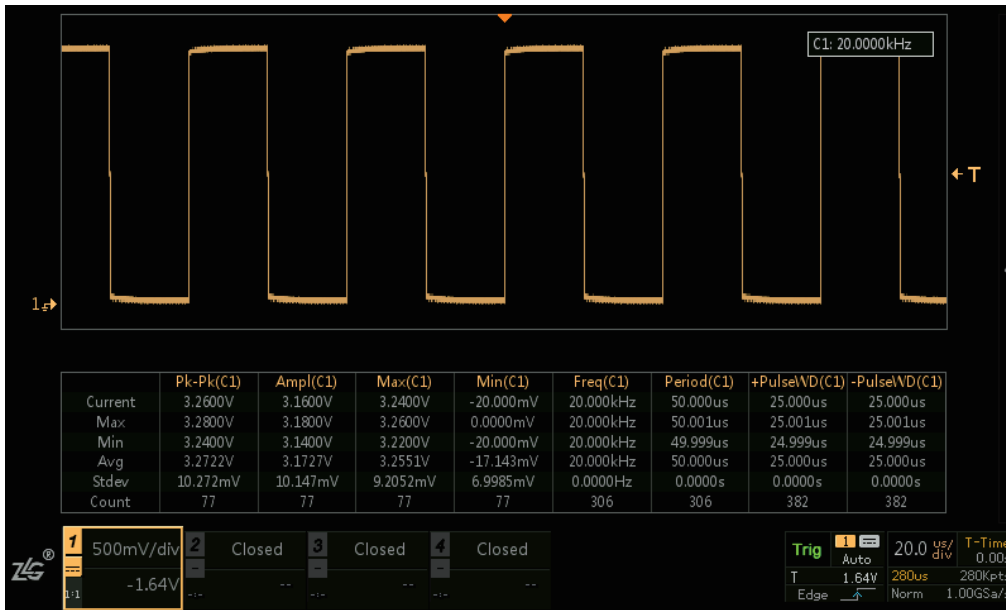 C1: 20.0000kHz
T
1
Pk-Pk(C1) Ampl(C1) Max(C1) Min(C1) Freq(C1) Period(C1) +PulseWD(C1) -PulseWD(C1)
Current 3.2600V 3.1600V 3.2400V -20.000mV 20.000kHz 50.000us 25.000us 25.000us
Max 3.2800V 3.1800V 3.2600V 0.0000mV 20.000kHz 50.001us 25.001us 25.001us
Min 3.2400V 3.1400V 3.2200V -20.000mV 20.000kHz 49.999us 24.999us 24.999us
Avg 3.2722V 3.1727V 3.2551V -17.143mV 20.000kHz 50.000us 25.000us 25.000us
Stdev 10.272mV 10.147mV 9.2052mV 6.9985mV 0.0000Hz 0.0000s 0.0000s 0.0000s
Count 77 77 77 77 306 306 382 382
ZLG®
1 500mV/div 2 Closed 3 Closed 4 Closed
1:1 -1.64V -:- -- -:- -- -:- --
Trig 1 Auto 20.0 us/div T-Time
0.00
T 1.64V 280us 280Kpt
Edge Norm 1.00GSa/